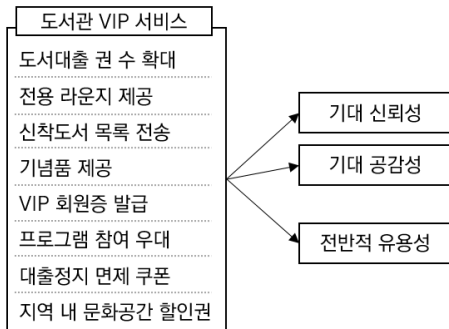 도서관 VIP 서비스
도서대출 권 수 확대
전용 라운지 제공
신착도서 목록 전송
기념품 제공
VIP 회원증 발급
프로그램 참여 우대
대출정지 면제 쿠폰
지역 내 문화공간 할인권
기대 신뢰성
기대 공감성
전반적 유용성